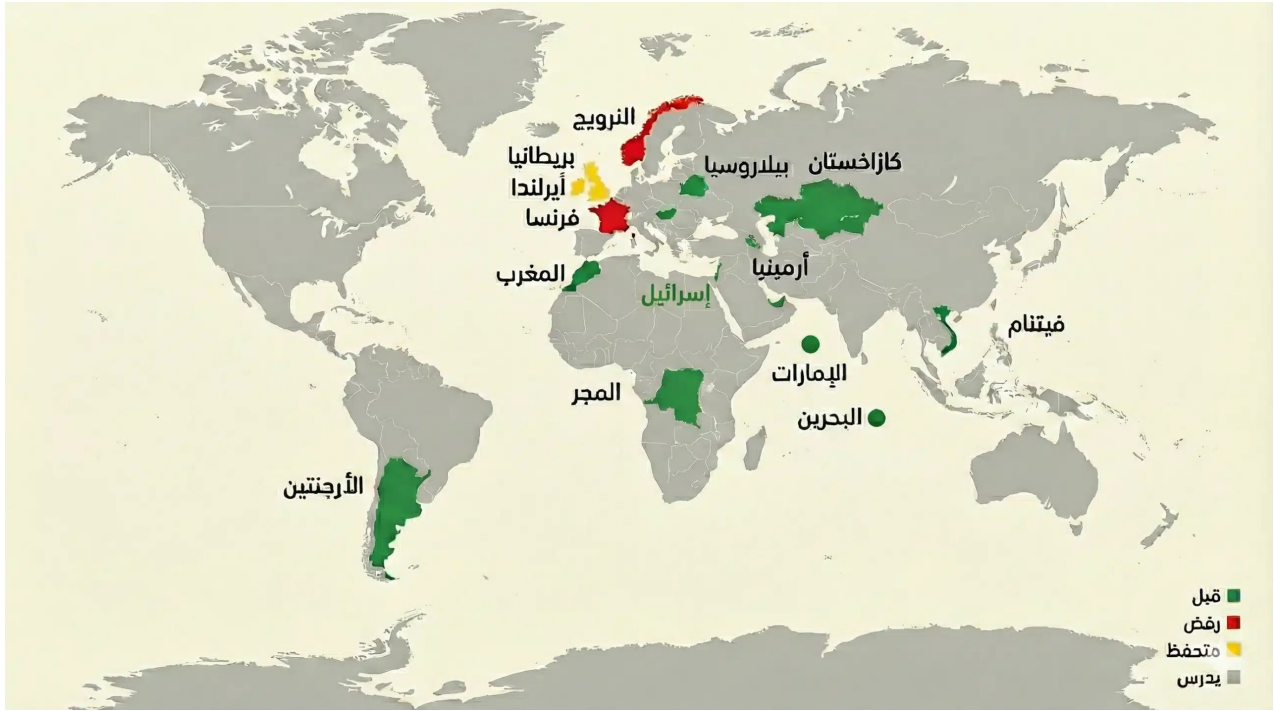 النرويج
بريطانيا
أيرلندا
فرنسا
بيلاروسيا
كازاخستان
أرمينيا
المغرب
إسرائيل
فيتنام
الإمارات
المجر
البحرين
الأرجنتين
قبل
رفض
متحفظ
يدرس